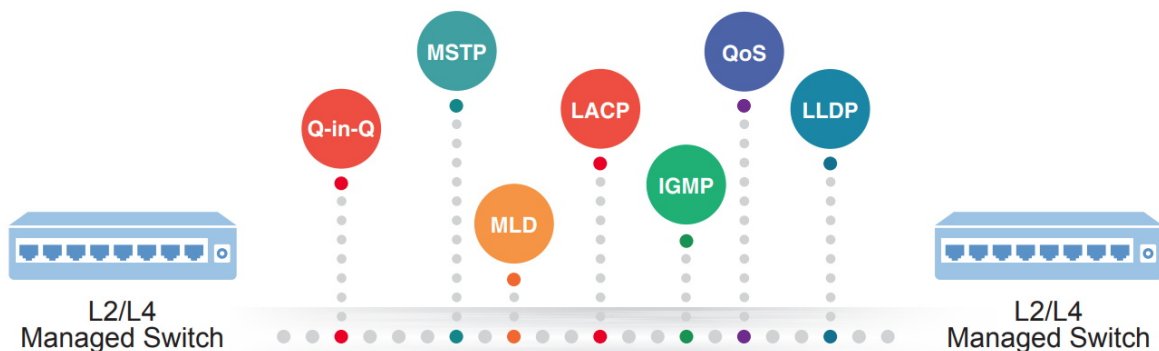 MSTP
QoS
Q-in-Q
LACP
LLDP
MLD
IGMP
L2/L4
Managed Switch
L2/L4
Managed Switch